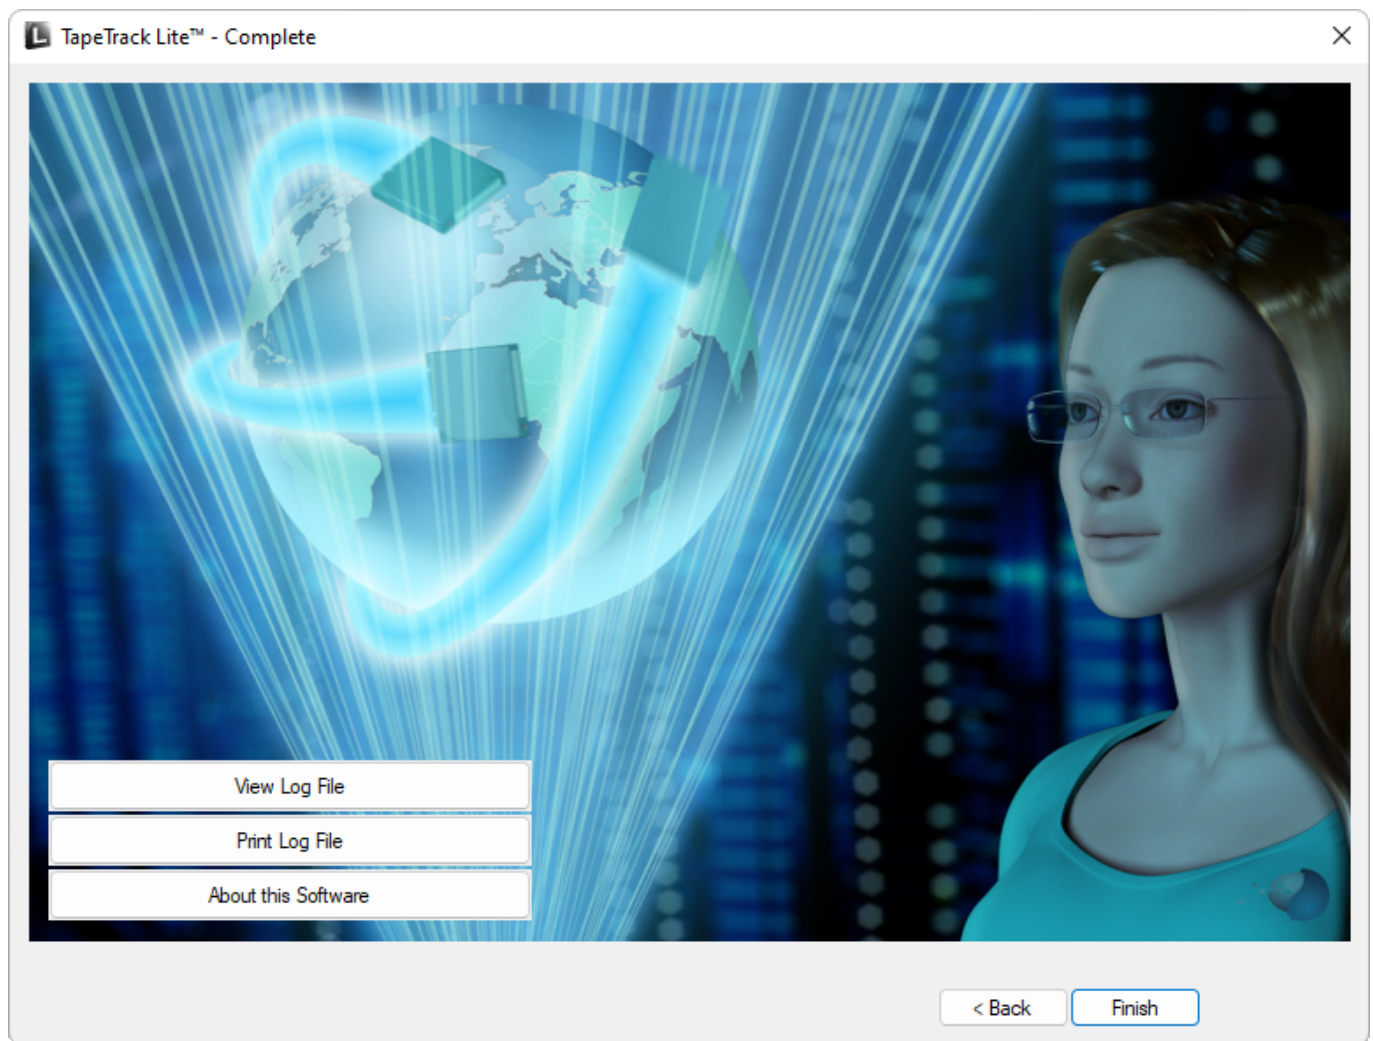 TapeTrack Lite™ - Complete
View Log File
Print Log File
About this Software
< Back
Finish